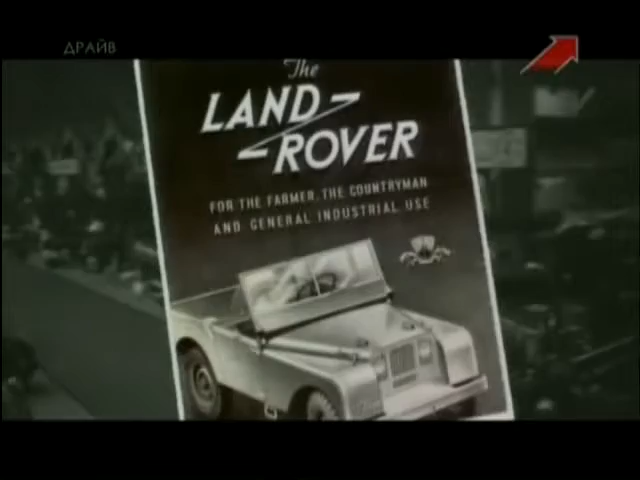 ДРАЙВ
The
LAND-
-ROVER
FOR THE FARMER, THE COUNTRYMAN
AND GENERAL INDUSTRIAL USE